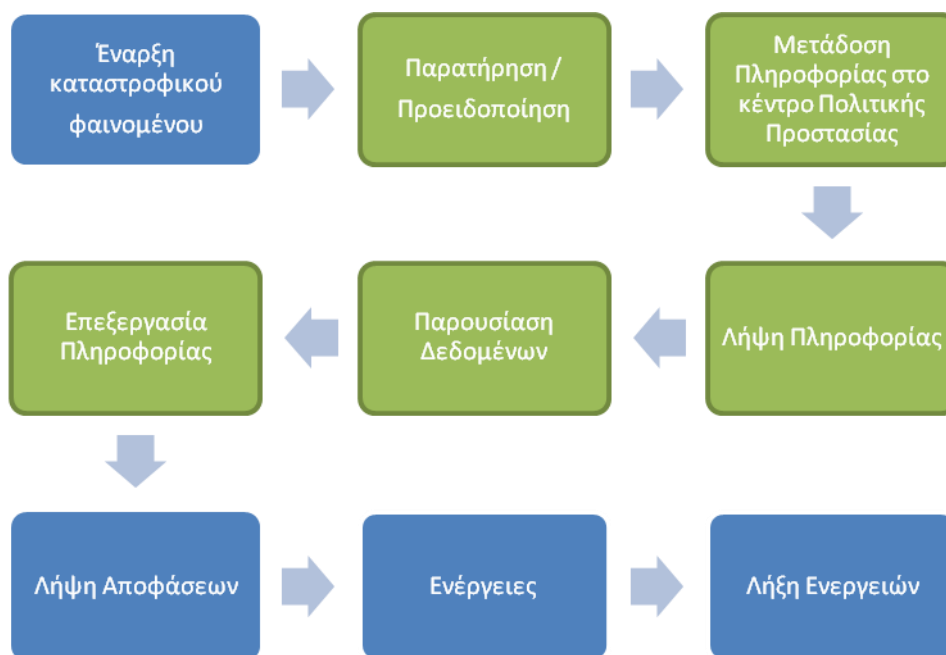 Έναρξη
καταστροφικού
φαινομένου
Παρατήρηση /
Προειδοποίηση
Μετάδοση
Πληροφορίας στο
κέντρο Πολιτικής
Προστασίας
Λήψη Πληροφορίας
Παρουσίαση
Δεδομένων
Επεξεργασία
Πληροφορίας
Λήψη Αποφάσεων
Ενέργειες
Λήξη Ενεργειών